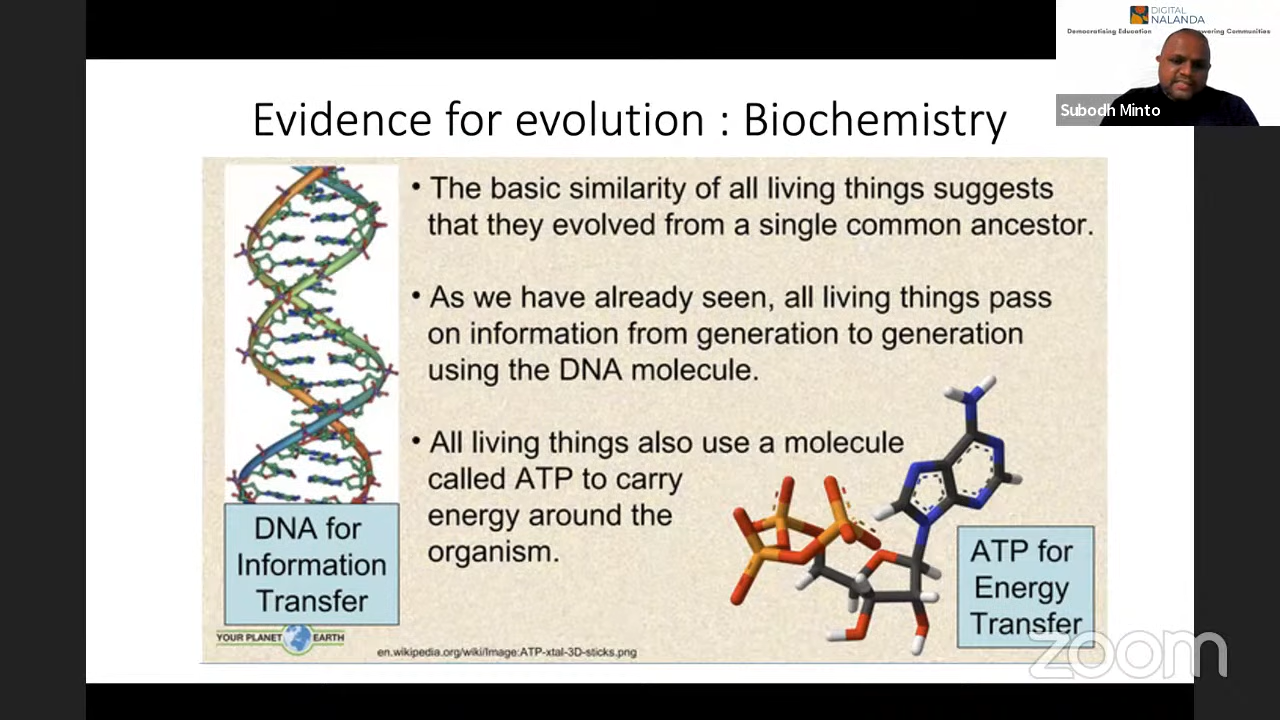 DIGITAL
NALANDA
Democratising Education
wering Communities
Subodh Minto
Evidence for evolution : Biochemistry
• The basic similarity of all living things suggests
that they evolved from a single common ancestor.
• As we have already seen, all living things pass
on information from generation to generation
using the DNA molecule.
• All living things also use a molecule
called ATP to carry
energy around the
organism.
DNA for
Information
Transfer
ATP for
Energy
Transfer
YOUR PLANET EARTH
en.wikipedia.org/wiki/Image:ATP-xtal-3D-sticks.png
zoom